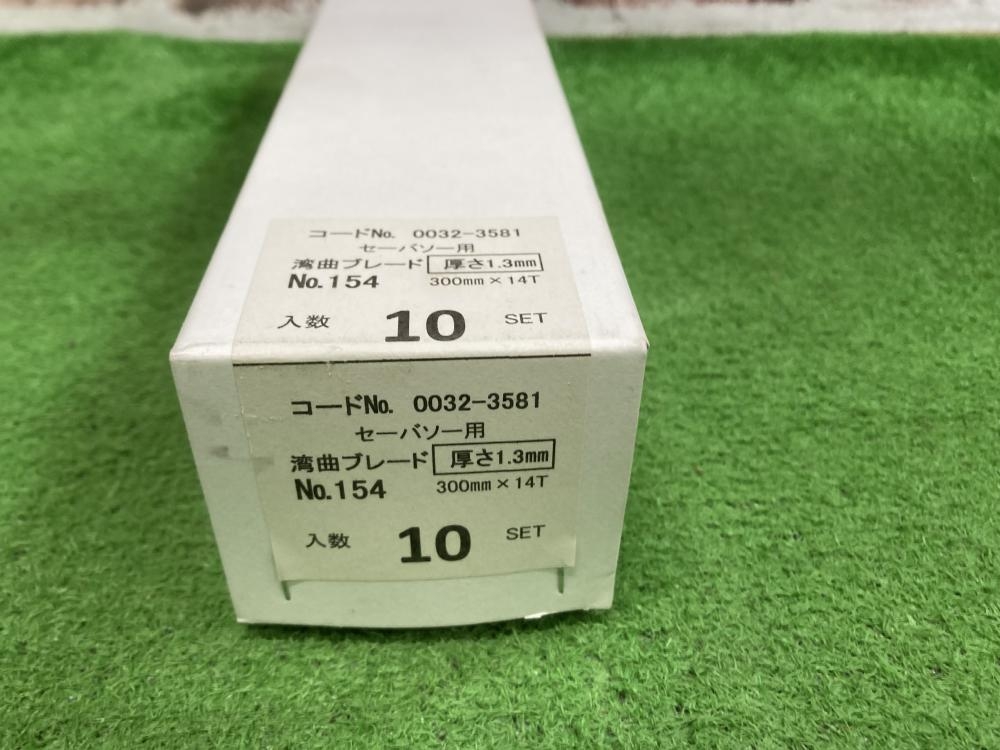 コードNo. 0032-3581
セーバソー用
湾曲ブレード 厚さ1.3mm
No.154 300mm×14T
入数 10 SET
コードNo. 0032-3581
セーバソー用
湾曲ブレード 厚さ1.3mm
No.154 300mm×14T
入数 10 SET